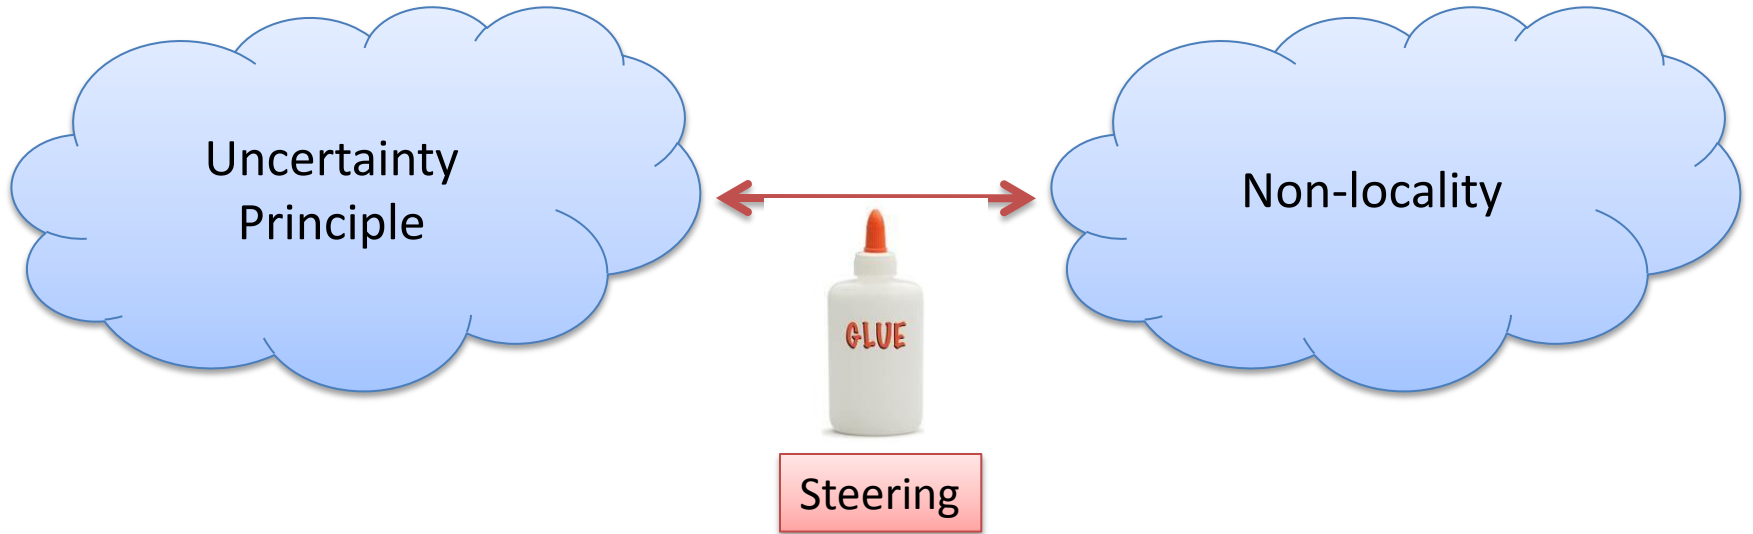 Uncertainty
Principle
Non-locality
GLUE
Steering